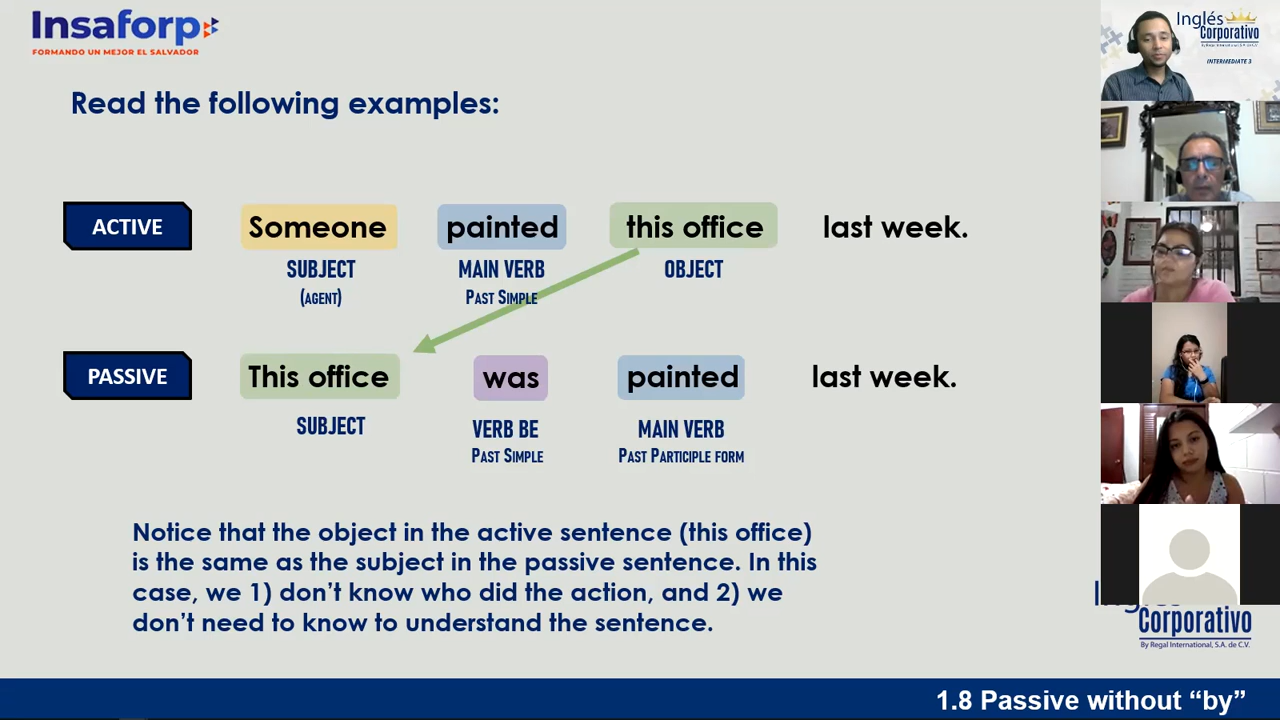 Insaforp
FORMANDO UN MEJOR EL SALVADOR
Inglés
Corporativo
By Regal International, S.A. de C.V.
INTERMEDIATE 3
Read the following examples:
ACTIVE Someone painted this office last week.
SUBJECT MAIN VERB OBJECT
(AGENT) PAST SIMPLE
PASSIVE This office was painted last week.
SUBJECT VERB BE MAIN VERB
PAST SIMPLE PAST PARTICIPLE FORM
Notice that the object in the active sentence (this office)
is the same as the subject in the passive sentence. In this
case, we 1) don’t know who did the action, and 2) we
don’t need to know to understand the sentence.
Corporativo
By Regal International, S.A. de C.V.
1.8 Passive without “by”